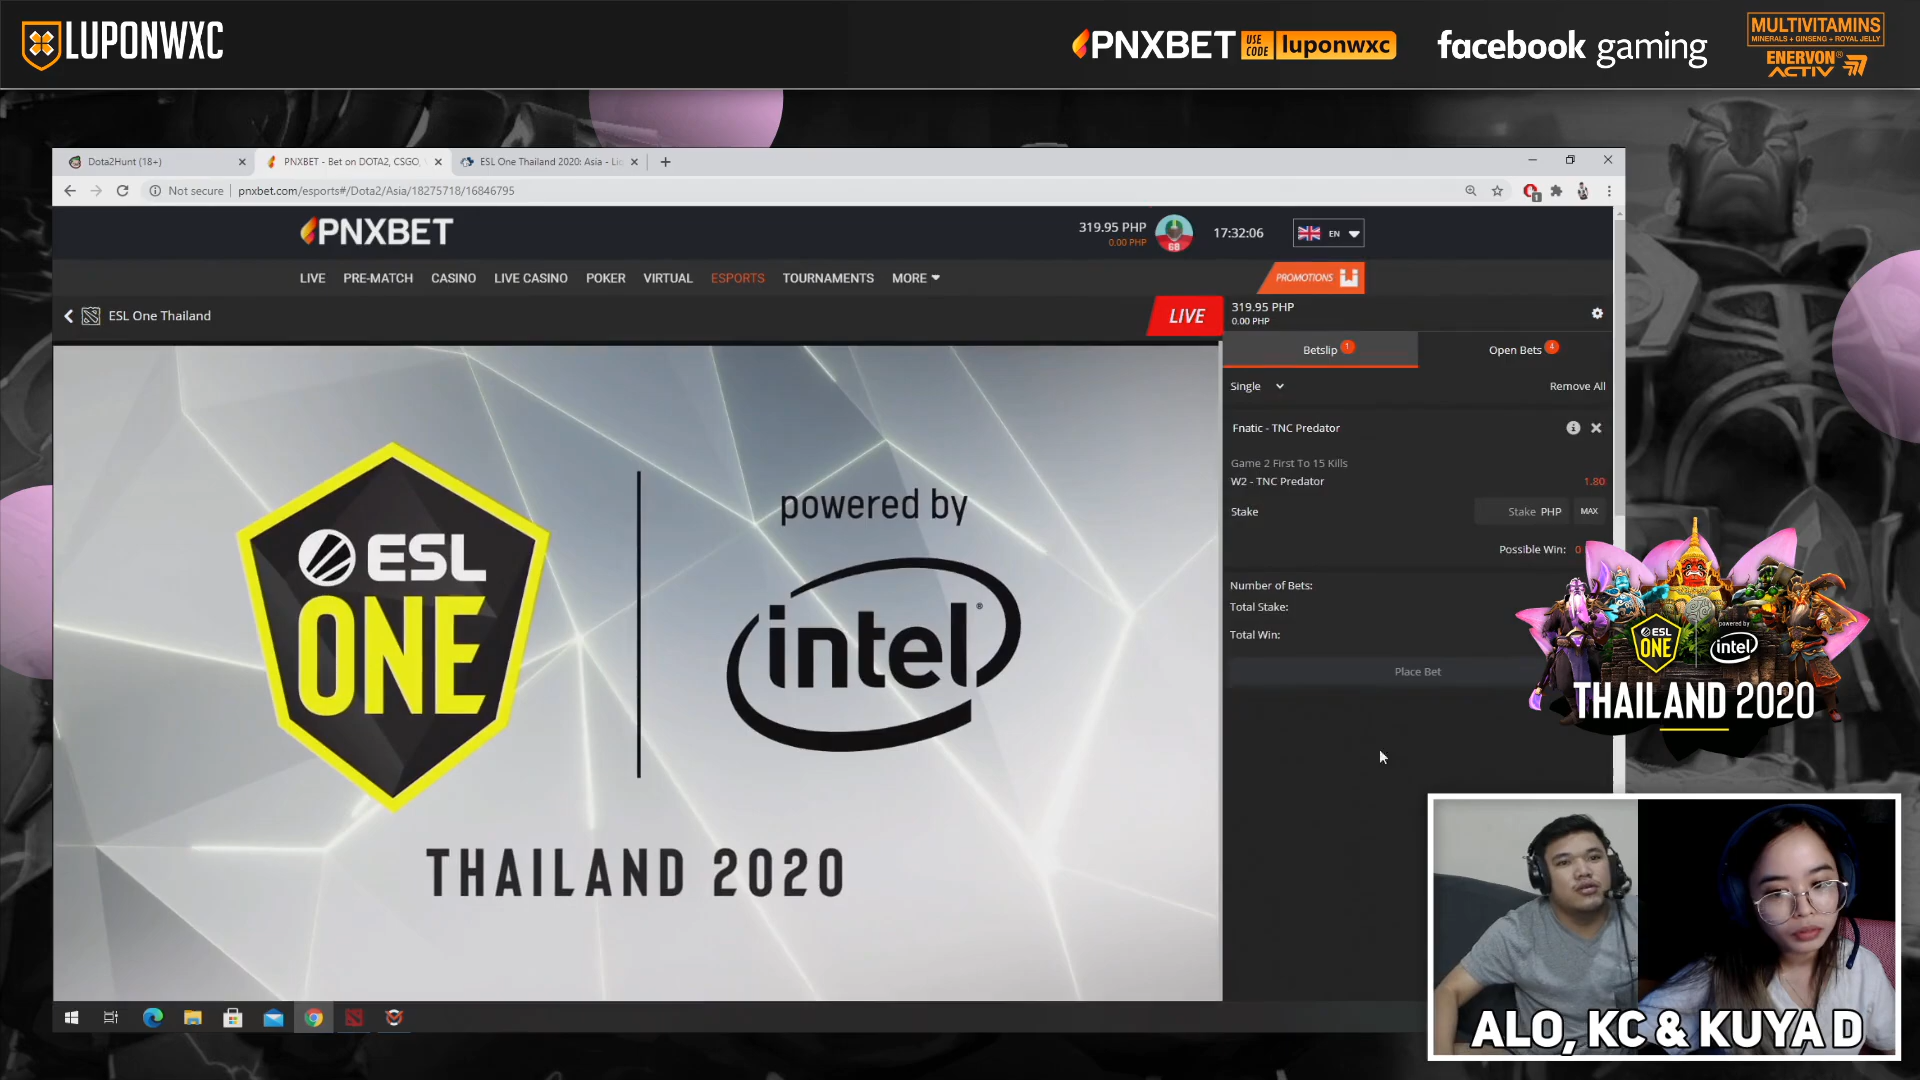 LUPONWXC
PNXBET USE CODE luponwxc
facebook gaming
MULTIVITAMINS
MINERALS + GINSENG + ROYAL JELLY
ENERVON®
ACTIV
Dota2Hunt (18+)
PNXBET - Bet on DOTA2, CSGO,
ESL One Thailand 2020: Asia - Li
Not secure
pnxbet.com/esports#/Dota2/Asia/18275718/16846795
PNXBET
319.95 PHP
0.00 PHP
GB
17:32:06
EN
LIVE PRE-MATCH CASINO LIVE CASINO POKER VIRTUAL ESPORTS TOURNAMENTS MORE
PROMOTIONS
ESL One Thailand
LIVE
319.95 PHP
0.00 PHP
Betslip 1
Open Bets 4
Single
Remove All
Fnatic - TNC Predator
Game 2 First To 15 Kills
W2 - TNC Predator
1.80
Stake
Stake PHP
MAX
Possible Win: 0
Number of Bets:
Total Stake:
Total Win:
Place Bet
ESL
ONE
powered by
intel®
THAILAND 2020
ESL
ONE
powered by
intel
THAILAND 2020
ALO, KC & KUYA D